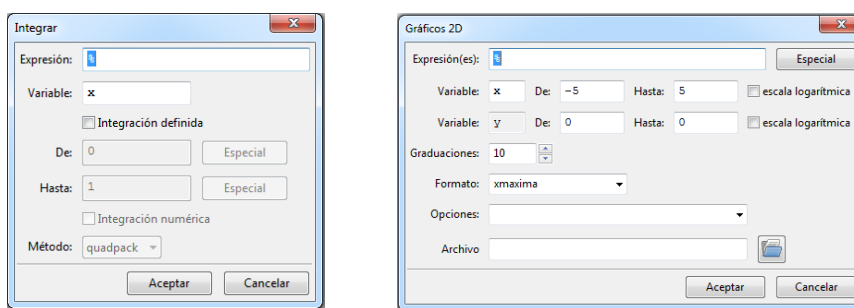 Integrar
Expresión: %
Variable: x
Integración definida
De: 0 Especial
Hasta: 1 Especial
Integración numérica
Método: quadpack
Aceptar Cancelar
Gráficos 2D
Expresión(es): % Especial
Variable: x De: -5 Hasta: 5 escala logarítmica
Variable: y De: 0 Hasta: 0 escala logarítmica
Graduaciones: 10
Formato: xmaxima
Opciones:
Archivo
Aceptar Cancelar